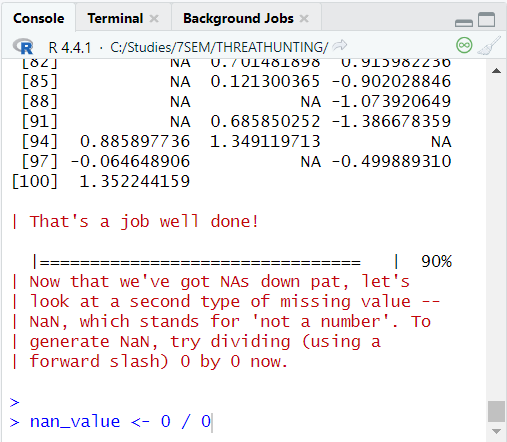 Console Terminal × Background Jobs ×
R 4.4.1 · C:/Studies/7SEM/THREATHUNTING/
[82] NA 0.701481898 0.915982236
[85] NA 0.121300365 -0.902028846
[88] NA NA -1.073920649
[91] NA 0.685850252 -1.386678359
[94] 0.885897736 1.349119713 NA
[97] -0.064648906 NA -0.499889310
[100] 1.352244159
| That's a job well done!
|================================ | 90%
| Now that we've got NAs down pat, let's
| look at a second type of missing value --
| NaN, which stands for 'not a number'. To
| generate NaN, try dividing (using a
| forward slash) 0 by 0 now.
>
> nan_value <- 0 / 0